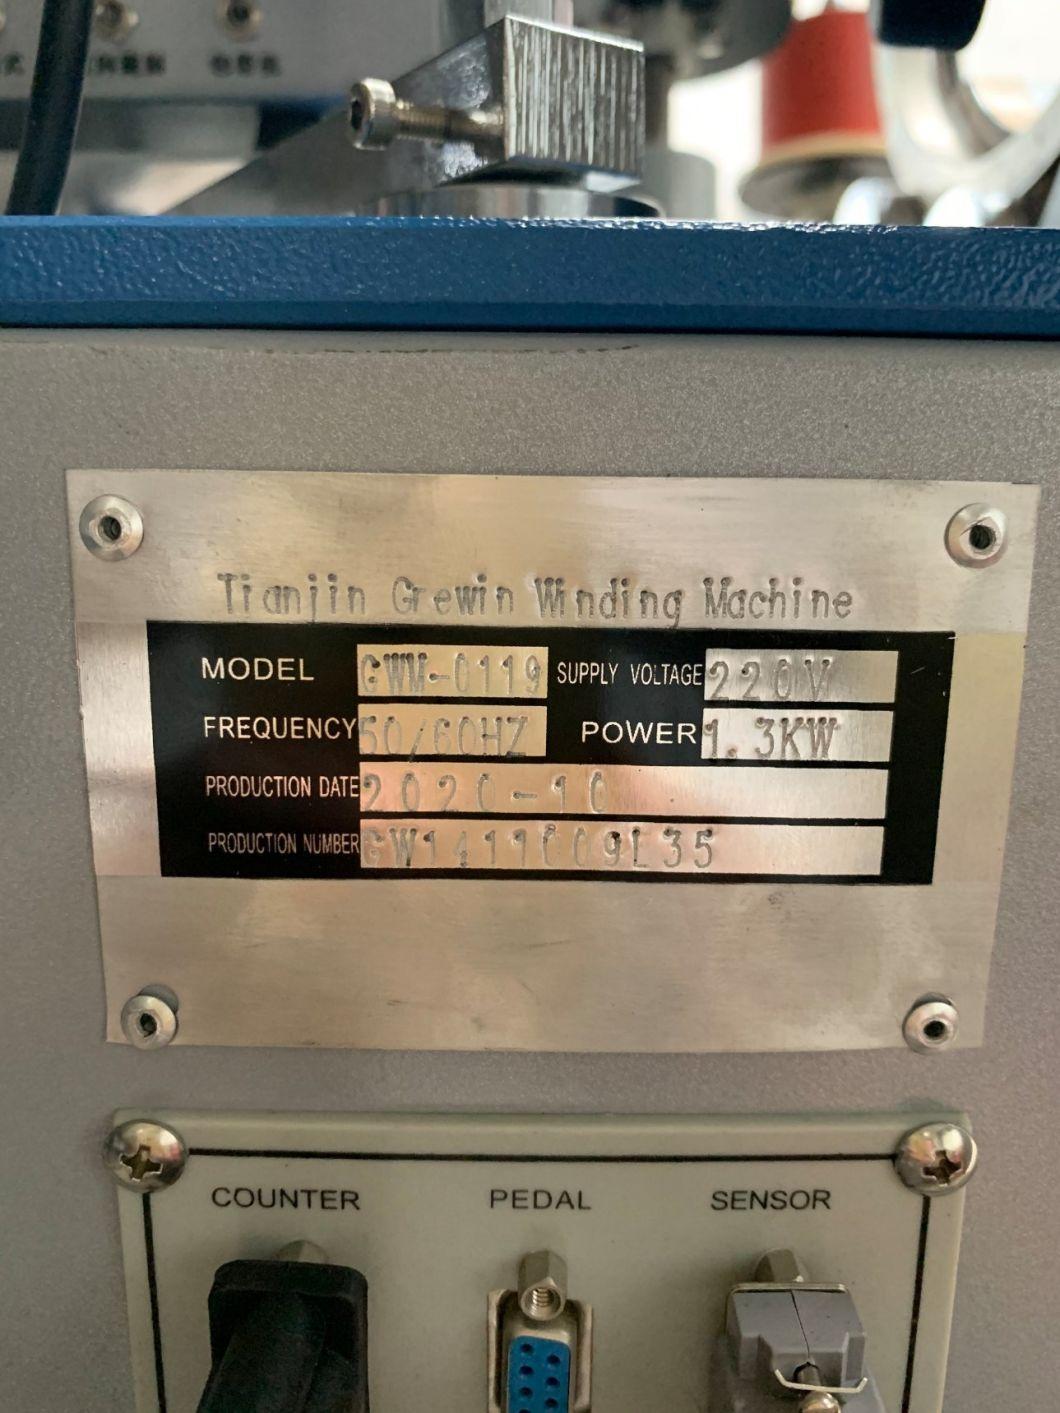 Tianjin Grewin Winding Machine
MODEL GWM-0119 SUPPLY VOLTAGE 220V
FREQUENCY 50/60HZ POWER 1.3KW
PRODUCTION DATE 2020-10
PRODUCTION NUMBER GW1411009L35
COUNTER PEDAL SENSOR